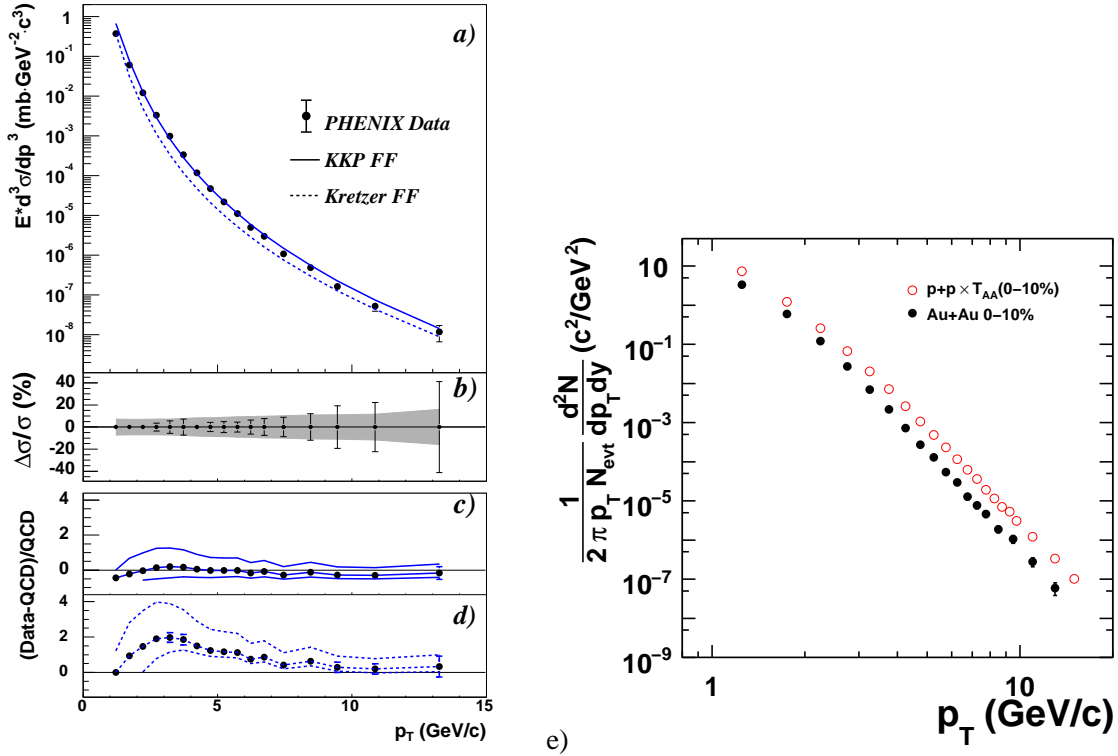 E*d³σ/dp³ (mb·GeV⁻²·c³)
1
10⁻¹
10⁻²
10⁻³
10⁻⁴
10⁻⁵
10⁻⁶
10⁻⁷
10⁻⁸
a)
PHENIX Data
KKP FF
Kretzer FF
Δσ/σ (%)
40
20
0
-20
-40
b)
(Data-QCD)/QCD
4
2
0
c)
4
2
0
d)
0 5 10 15
p_T (GeV/c)
e)
1/(2 π p_T N_evt) d²N/(dp_T dy) (c²/GeV²)
10
10⁻¹
10⁻³
10⁻⁵
10⁻⁷
10⁻⁹
p+p × T_AA(0–10%)
Au+Au 0–10%
1 10
p_T (GeV/c)